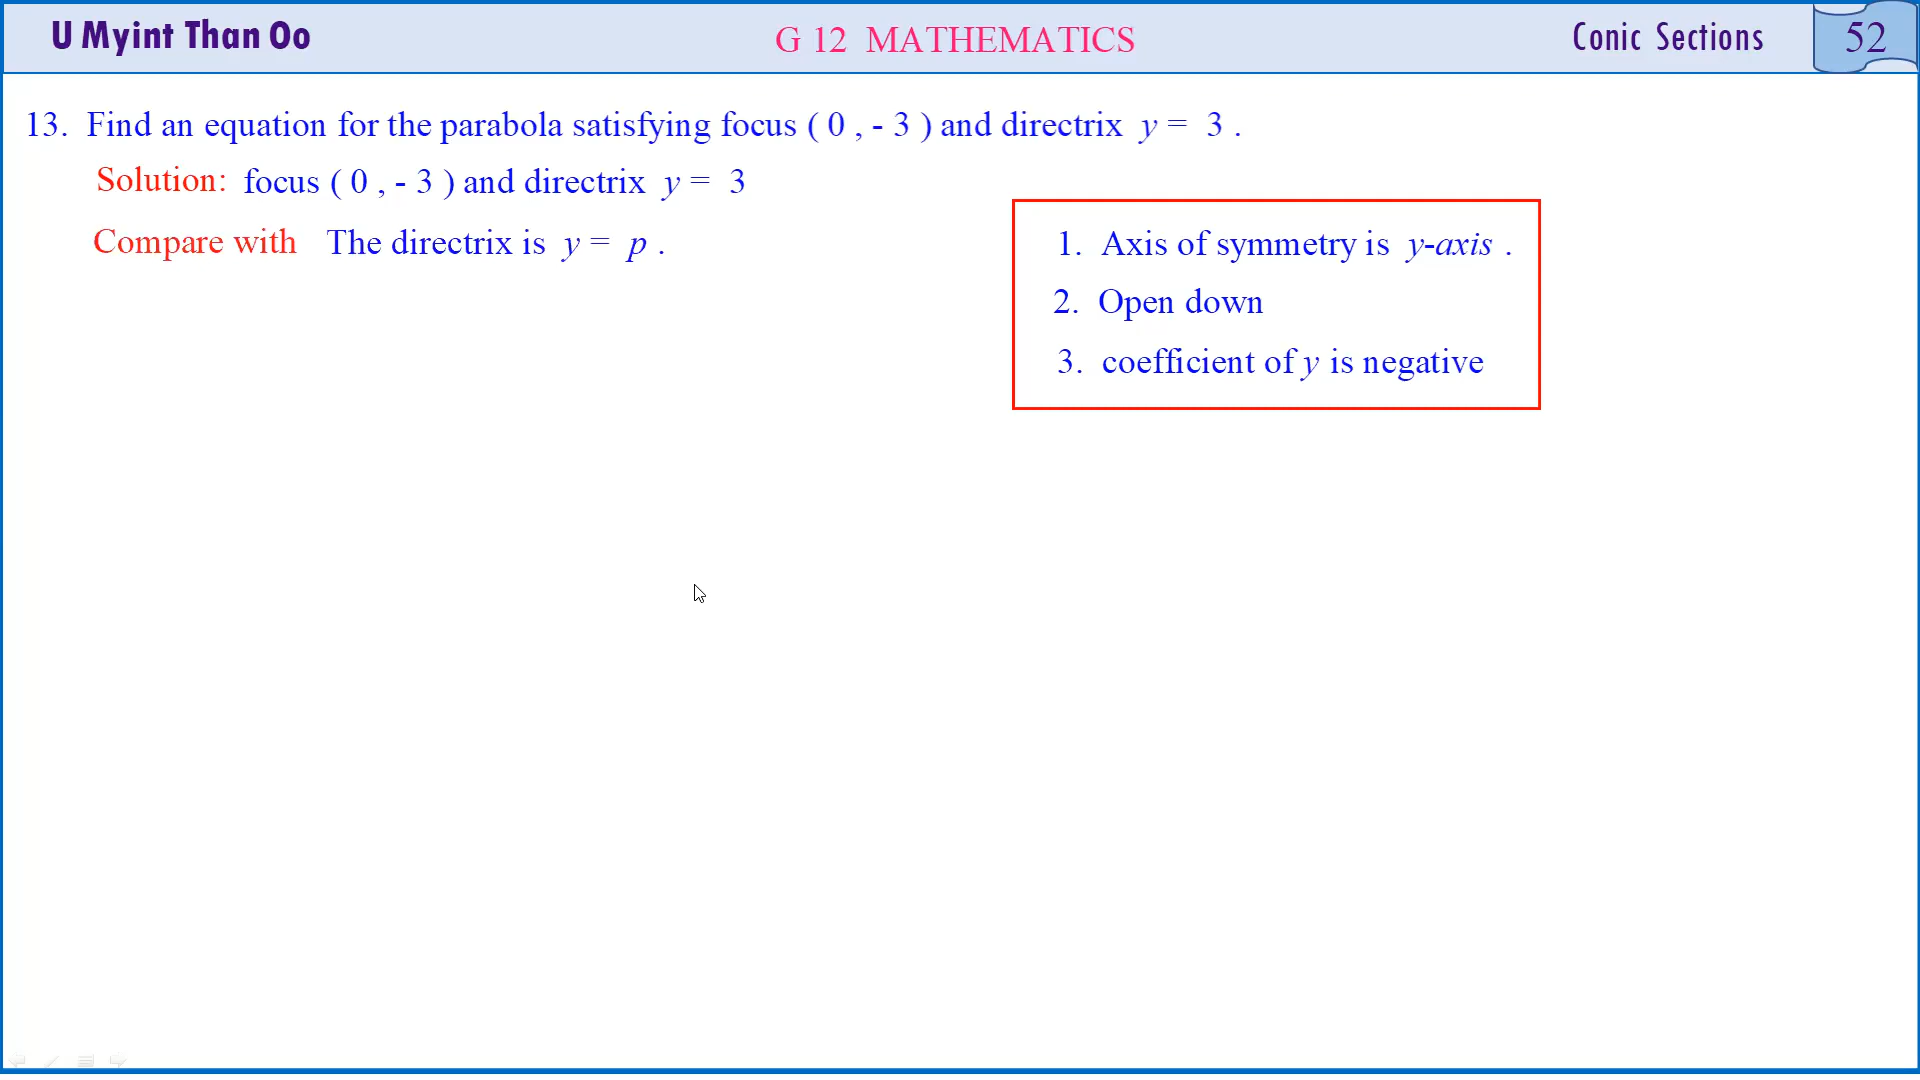 U Myint Than Oo
G 12 MATHEMATICS
Conic Sections
52
13. Find an equation for the parabola satisfying focus ( 0 , - 3 ) and directrix y = 3 .
Solution: focus ( 0 , - 3 ) and directrix y = 3
Compare with The directrix is y = p .
1. Axis of symmetry is y-axis .
2. Open down
3. coefficient of y is negative